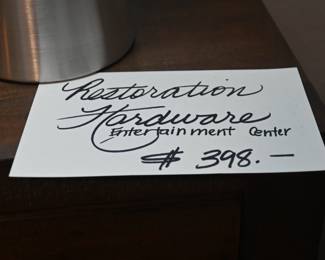 Restoration
Hardware
Entertainment Center
$ 398.—